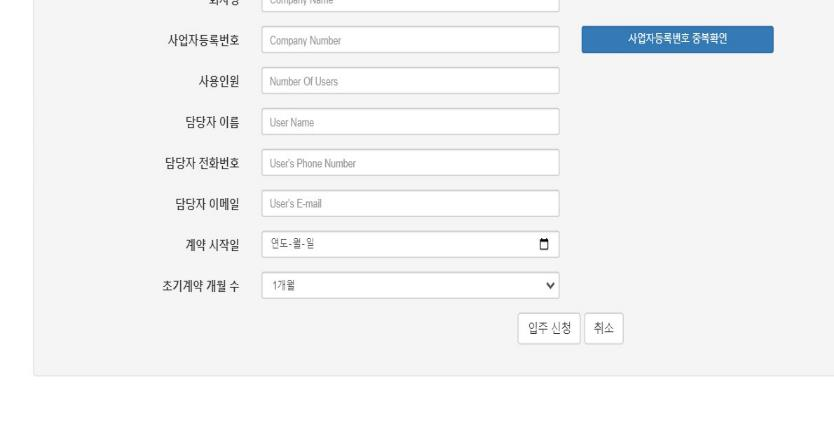 회사명 Company Name
사업자등록번호 Company Number 사업자등록번호 중복확인
사용인원 Number Of Users
담당자 이름 User Name
담당자 전화번호 User's Phone Number
담당자 이메일 User's E-mail
계약 시작일 연도-월-일
초기계약 개월 수 1개월
입주 신청 취소